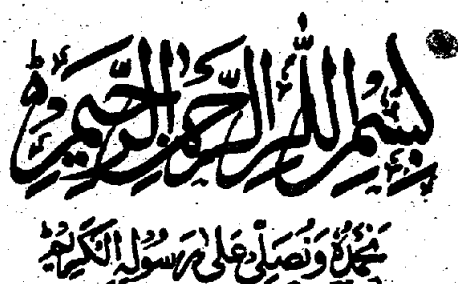 بِسْمِ اللّٰهِ الرَّحْمٰنِ الرَّحِيْمِ
نَحْمَدُهٗ وَنُصَلِّیْ عَلٰی رَسُوْلِهِ الْكَرِيْمِ